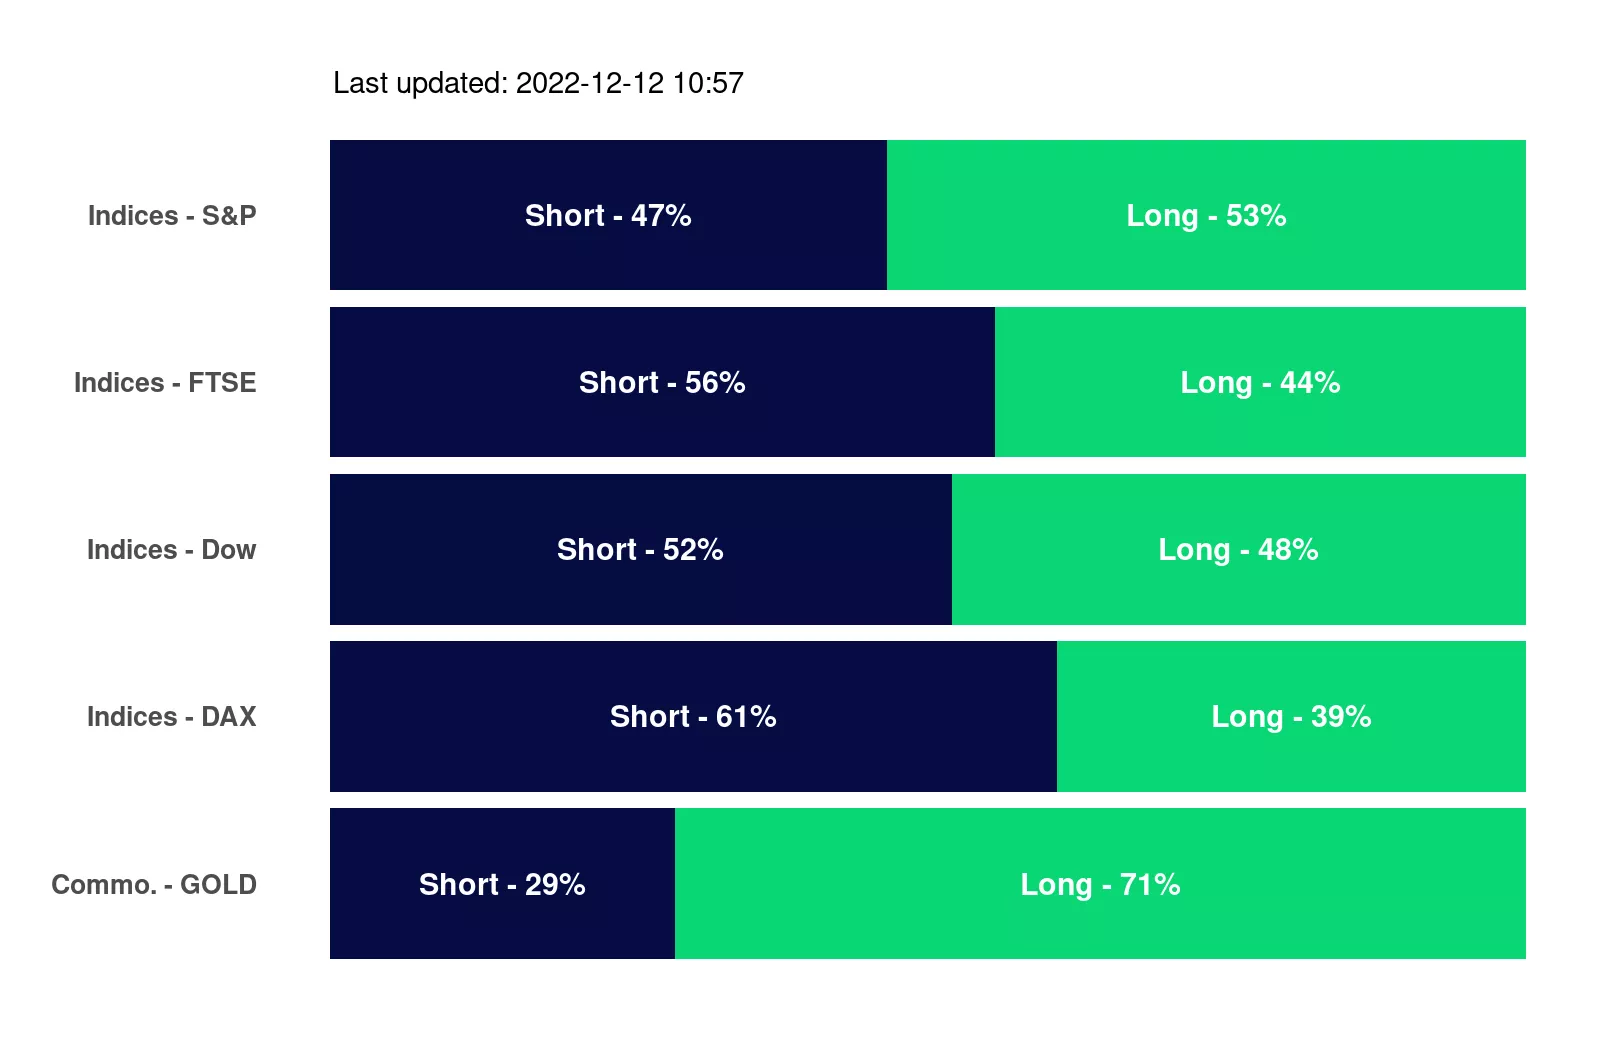 Last updated: 2022-12-12 10:57
Indices - S&P Short - 47% Long - 53%
Indices - FTSE Short - 56% Long - 44%
Indices - Dow Short - 52% Long - 48%
Indices - DAX Short - 61% Long - 39%
Commo. - GOLD Short - 29% Long - 71%